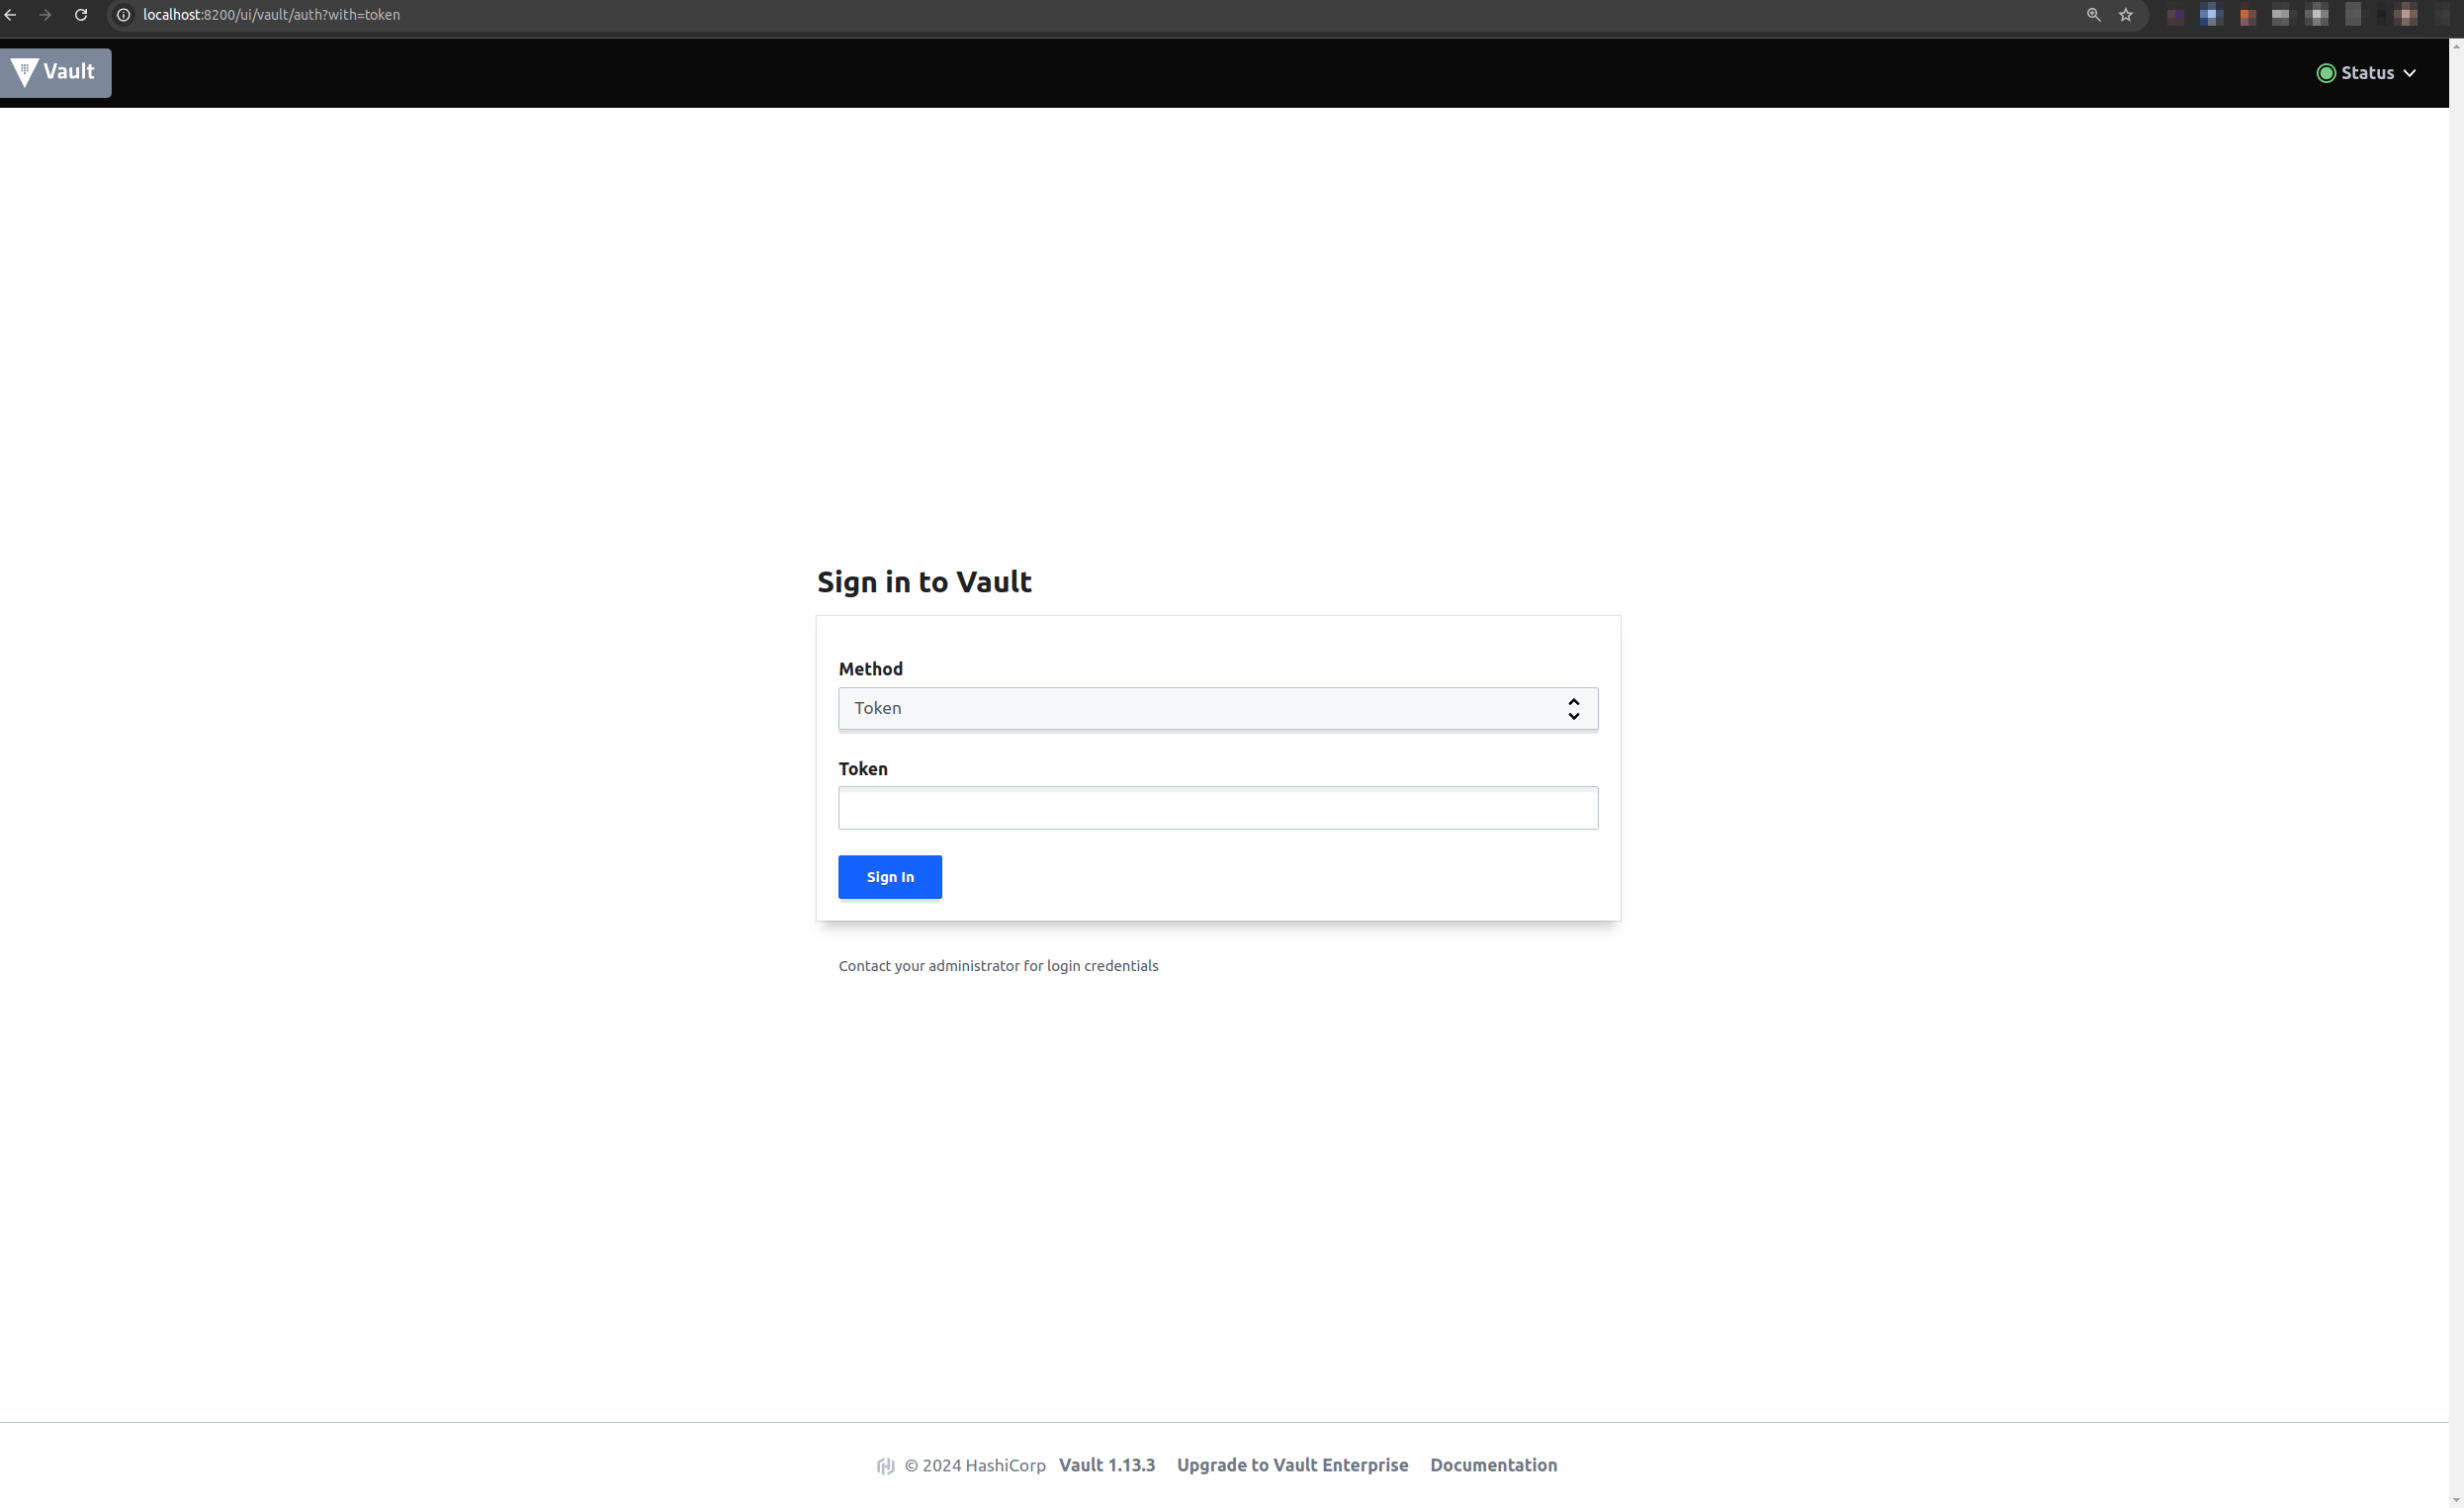 localhost:8200/ui/vault/auth?with=token
Vault
Status
Sign in to Vault
Method
Token
Token
Sign In
Contact your administrator for login credentials
© 2024 HashiCorp Vault 1.13.3 Upgrade to Vault Enterprise Documentation